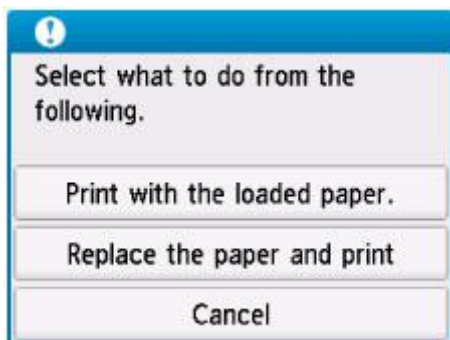 Select what to do from the
following.
Print with the loaded paper.
Replace the paper and print
Cancel